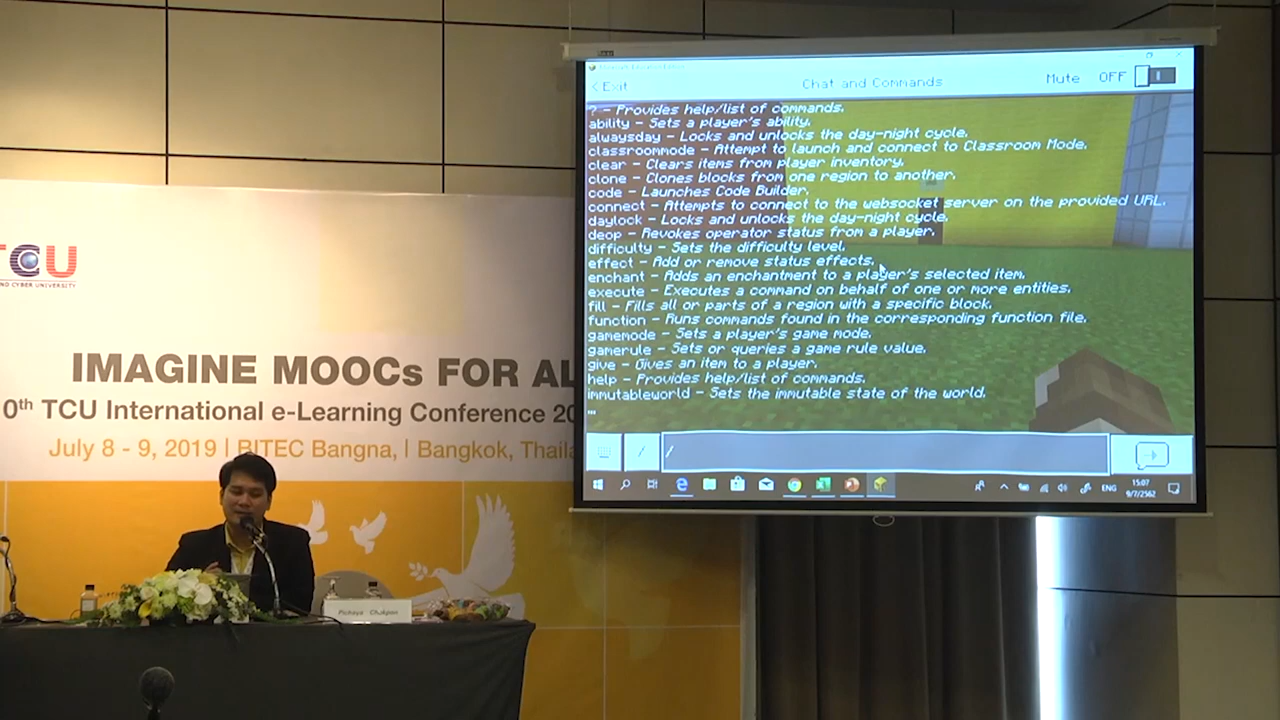 TCU
AND CYBER UNIVERSITY
IMAGINE MOOCs FOR AL
0th TCU International e-Learning Conference 20
July 8 - 9, 2019 | BITEC Bangna, | Bangkok, Thaila
Pichaya Chukpan
< Exit
Chat and Commands
Mute OFF
? - Provides help/list of commands.
ability - Sets a player's ability.
alwaysday - Locks and unlocks the day-night cycle.
classroommode - Attempt to launch and connect to Classroom Mode.
clear - Clears items from player inventory.
clone - Clones blocks from one region to another.
code - Launches Code Builder.
connect - Attempts to connect to the websocket server on the provided URL.
daylock - Locks and unlocks the day-night cycle.
deop - Revokes operator status from a player.
difficulty - Sets the difficulty level.
effect - Add or remove status effects.
enchant - Adds an enchantment to a player's selected item.
execute - Executes a command on behalf of one or more entities.
fill - Fills all or parts of a region with a specific block.
function - Runs commands found in the corresponding function file.
gamemode - Sets a player's game mode.
gamerule - Sets or queries a game rule value.
give - Gives an item to a player.
help - Provides help/list of commands.
immutableworld - Sets the immutable state of the world.
...
/
/
ENG
15:07
9/7/2562